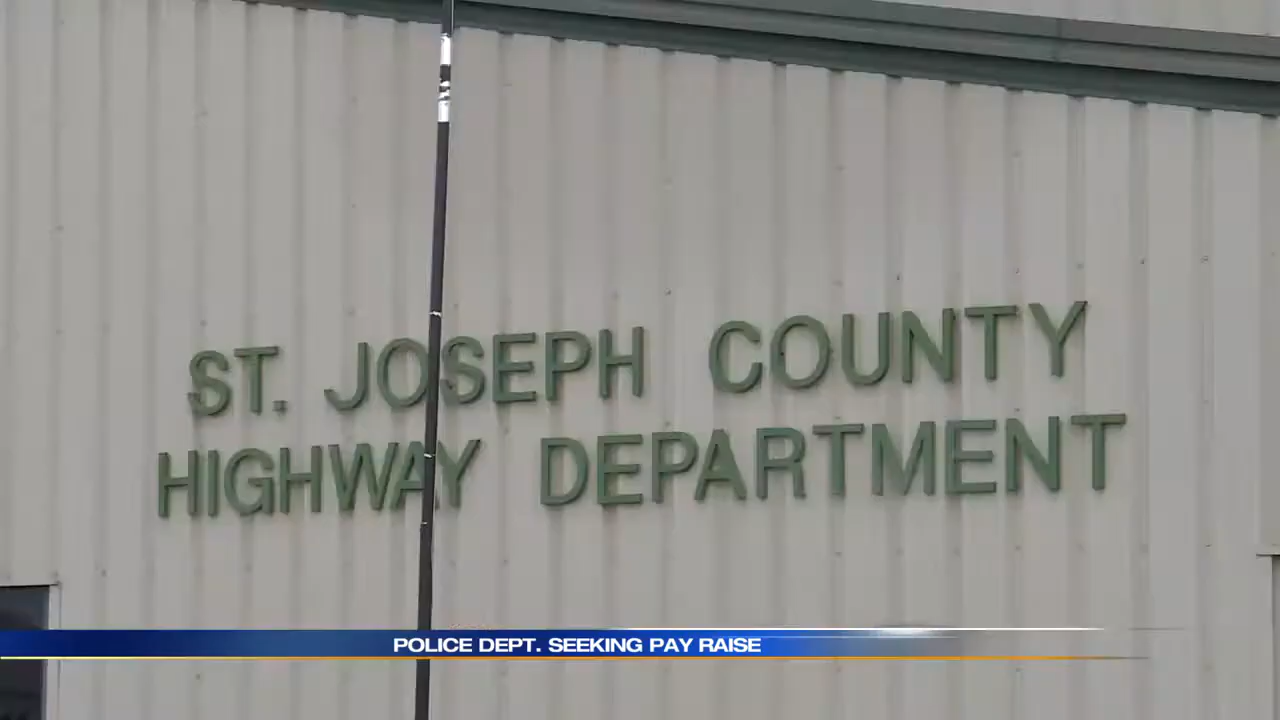 ST. JOSEPH COUNTY
HIGHWAY DEPARTMENT
POLICE DEPT. SEEKING PAY RAISE